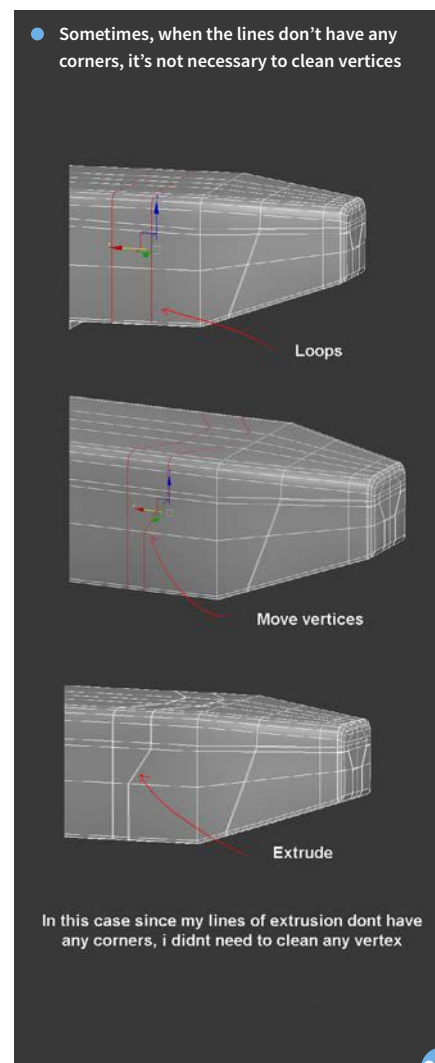 Sometimes, when the lines don’t have any
corners, it’s not necessary to clean vertices
Loops
Move vertices
Extrude
In this case since my lines of extrusion dont have
any corners, i didnt need to clean any vertex